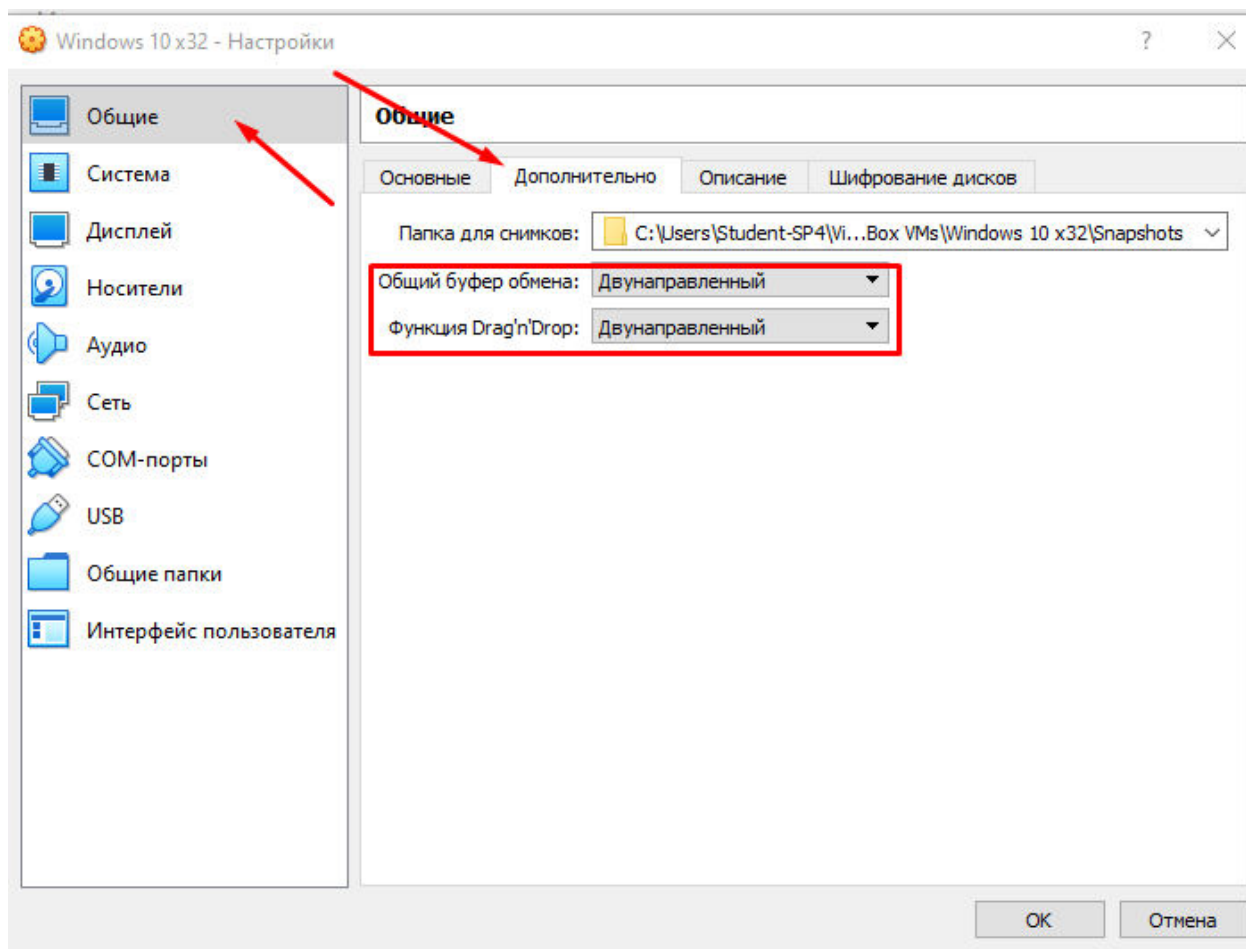 Windows 10 x32 - Настройки
?
Общие
Система
Дисплей
Носители
Аудио
Сеть
COM-порты
USB
Общие папки
Интерфейс пользователя
Общие
Основные Дополнительно Описание Шифрование дисков
Папка для снимков: C:\Users\Student-SP4\Vi...Box VMs\Windows 10 x32\Snapshots
Общий буфер обмена: Двунаправленный
Функция Drag'n'Drop: Двунаправленный
OK Отмена